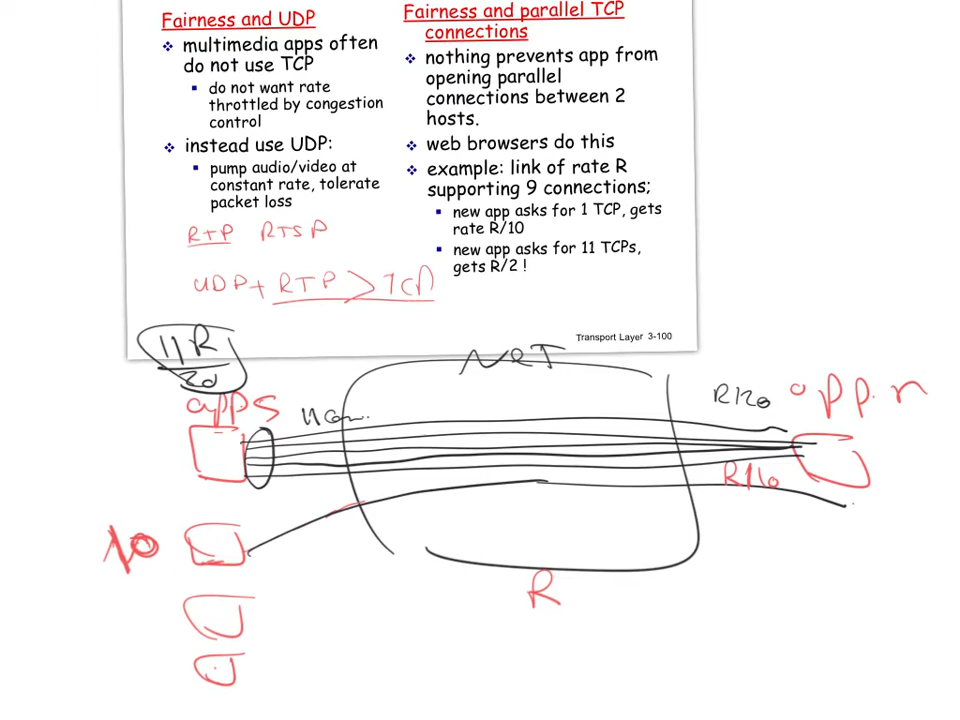 Fairness and UDP
❖ multimedia apps often
do not use TCP
▪ do not want rate
throttled by congestion
control
❖ instead use UDP:
▪ pump audio/video at
constant rate, tolerate
packet loss
RTP RTSP
UDP + RTP > TCP
Fairness and parallel TCP
connections
❖ nothing prevents app from
opening parallel
connections between 2
hosts.
❖ web browsers do this
❖ example: link of rate R
supporting 9 connections;
▪ new app asks for 1 TCP, gets
rate R/10
▪ new app asks for 11 TCPs,
gets R/2 !
Transport Layer 3-100
11R
20
NET
apps
11 con..
R/20
app. n
R/10
10
R